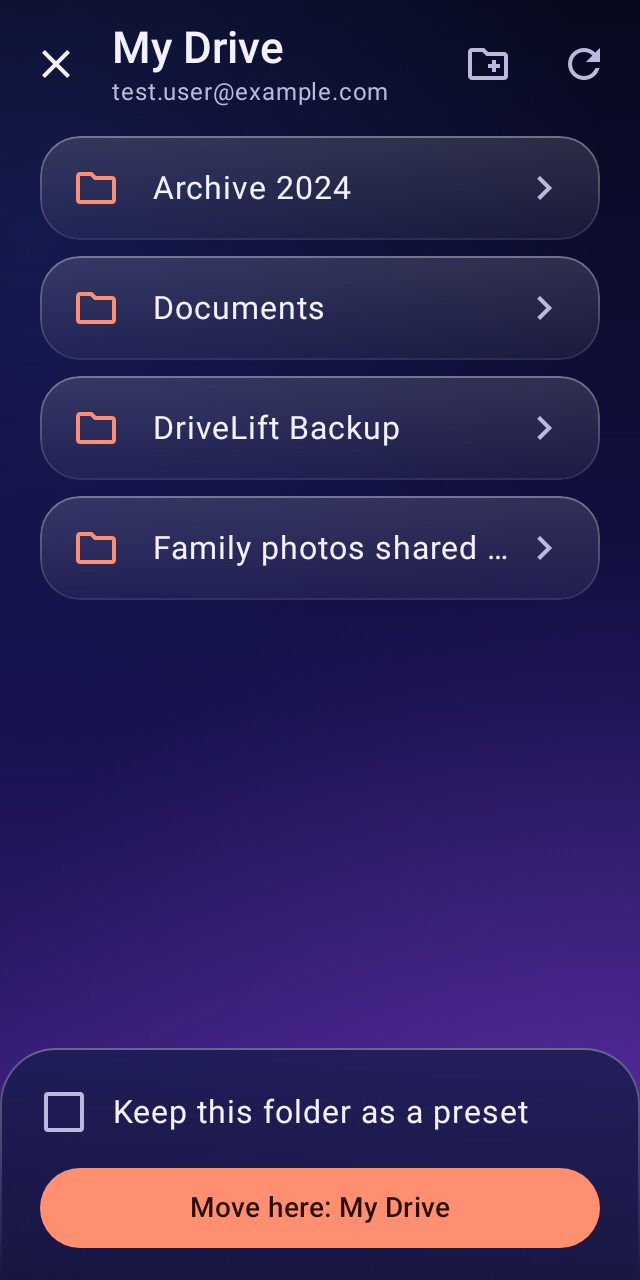 My Drive
test.user@example.com
Archive 2024
Documents
DriveLift Backup
Family photos shared …
Keep this folder as a preset
Move here: My Drive